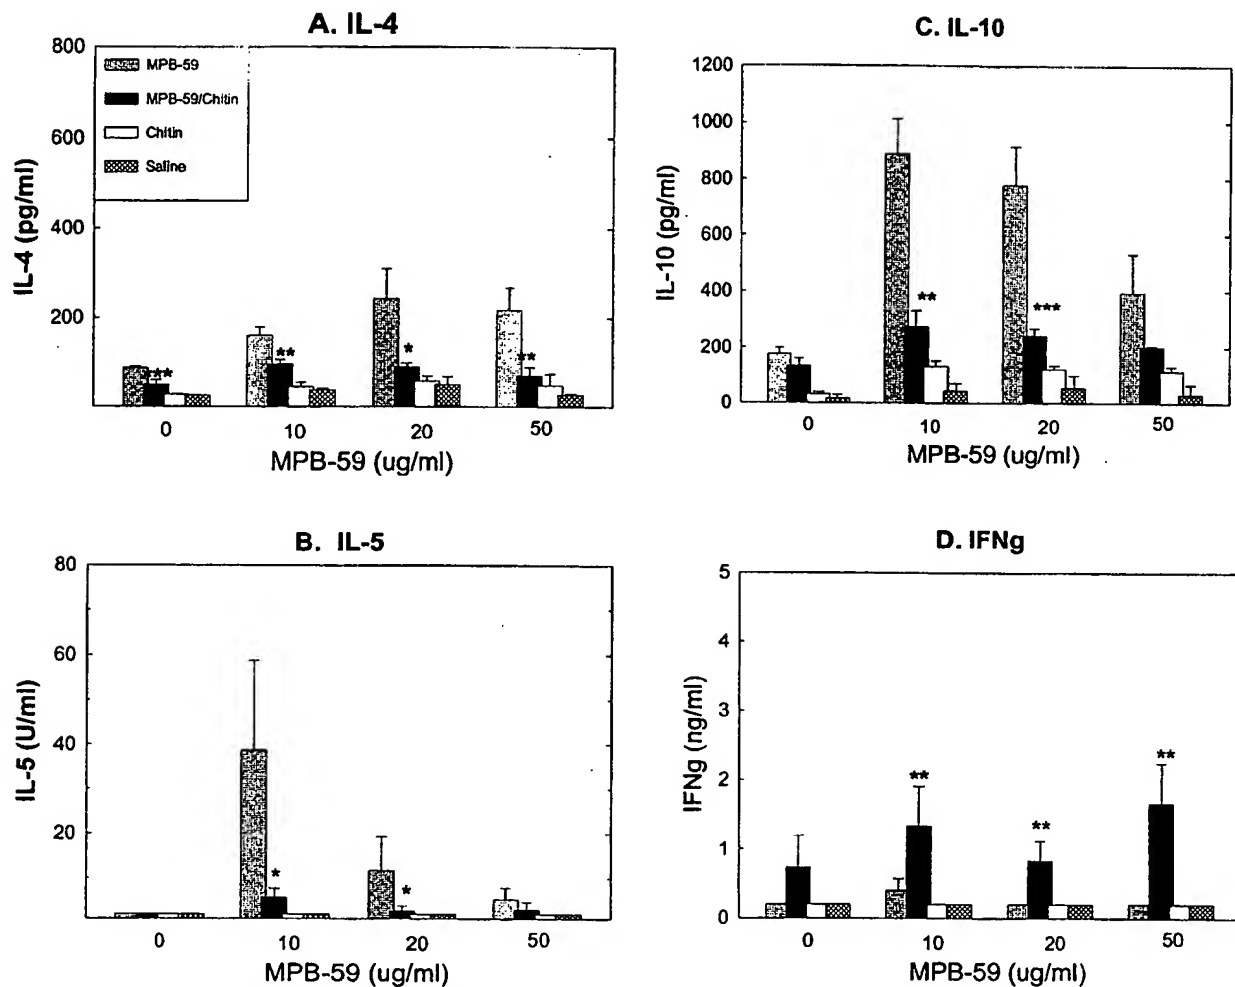 A. IL-4
800
600
400
200
IL-4 (pg/ml)
MPB-59
MPB-59/Chitin
Chitin
Saline
***
**
*
**
0 10 20 50
MPB-59 (ug/ml)
C. IL-10
1200
1000
800
600
400
200
0
IL-10 (pg/ml)
**
***
0 10 20 50
MPB-59 (ug/ml)
B. IL-5
80
60
40
20
IL-5 (U/ml)
*
*
0 10 20 50
MPB-59 (ug/ml)
D. IFNg
5
4
3
2
1
0
IFNg (ng/ml)
**
**
**
0 10 20 50
MPB-59 (ug/ml)